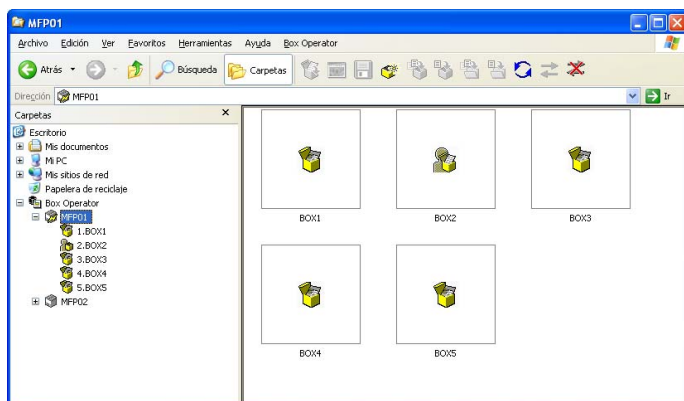 MFP01
Archivo Edición Ver Favoritos Herramientas Ayuda Box Operator
Atrás Búsqueda Carpetas
Dirección MFP01 Ir
Carpetas x
Escritorio
Mis documentos
Mi PC
Mis sitios de red
Papelera de reciclaje
Box Operator
MFP01
1.BOX1
2.BOX2
3.BOX3
4.BOX4
5.BOX5
MFP02
BOX1 BOX2 BOX3
BOX4 BOX5